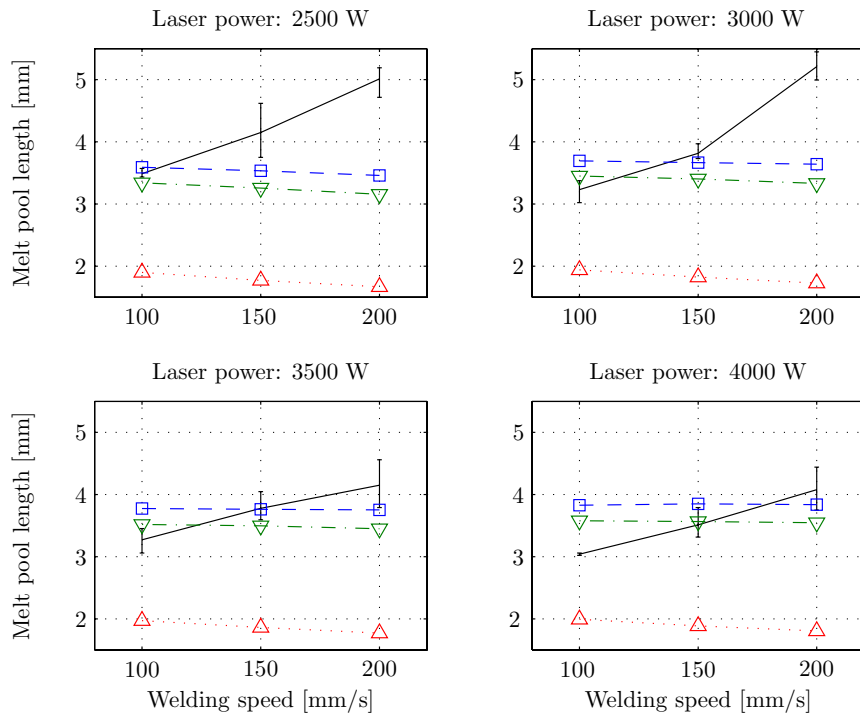 Laser power: 2500 W
Laser power: 3000 W
Melt pool length [mm]
5
4
3
2
100 150 200
5
4
3
2
100 150 200
Laser power: 3500 W
Laser power: 4000 W
Melt pool length [mm]
5
4
3
2
100 150 200
Welding speed [mm/s]
5
4
3
2
100 150 200
Welding speed [mm/s]